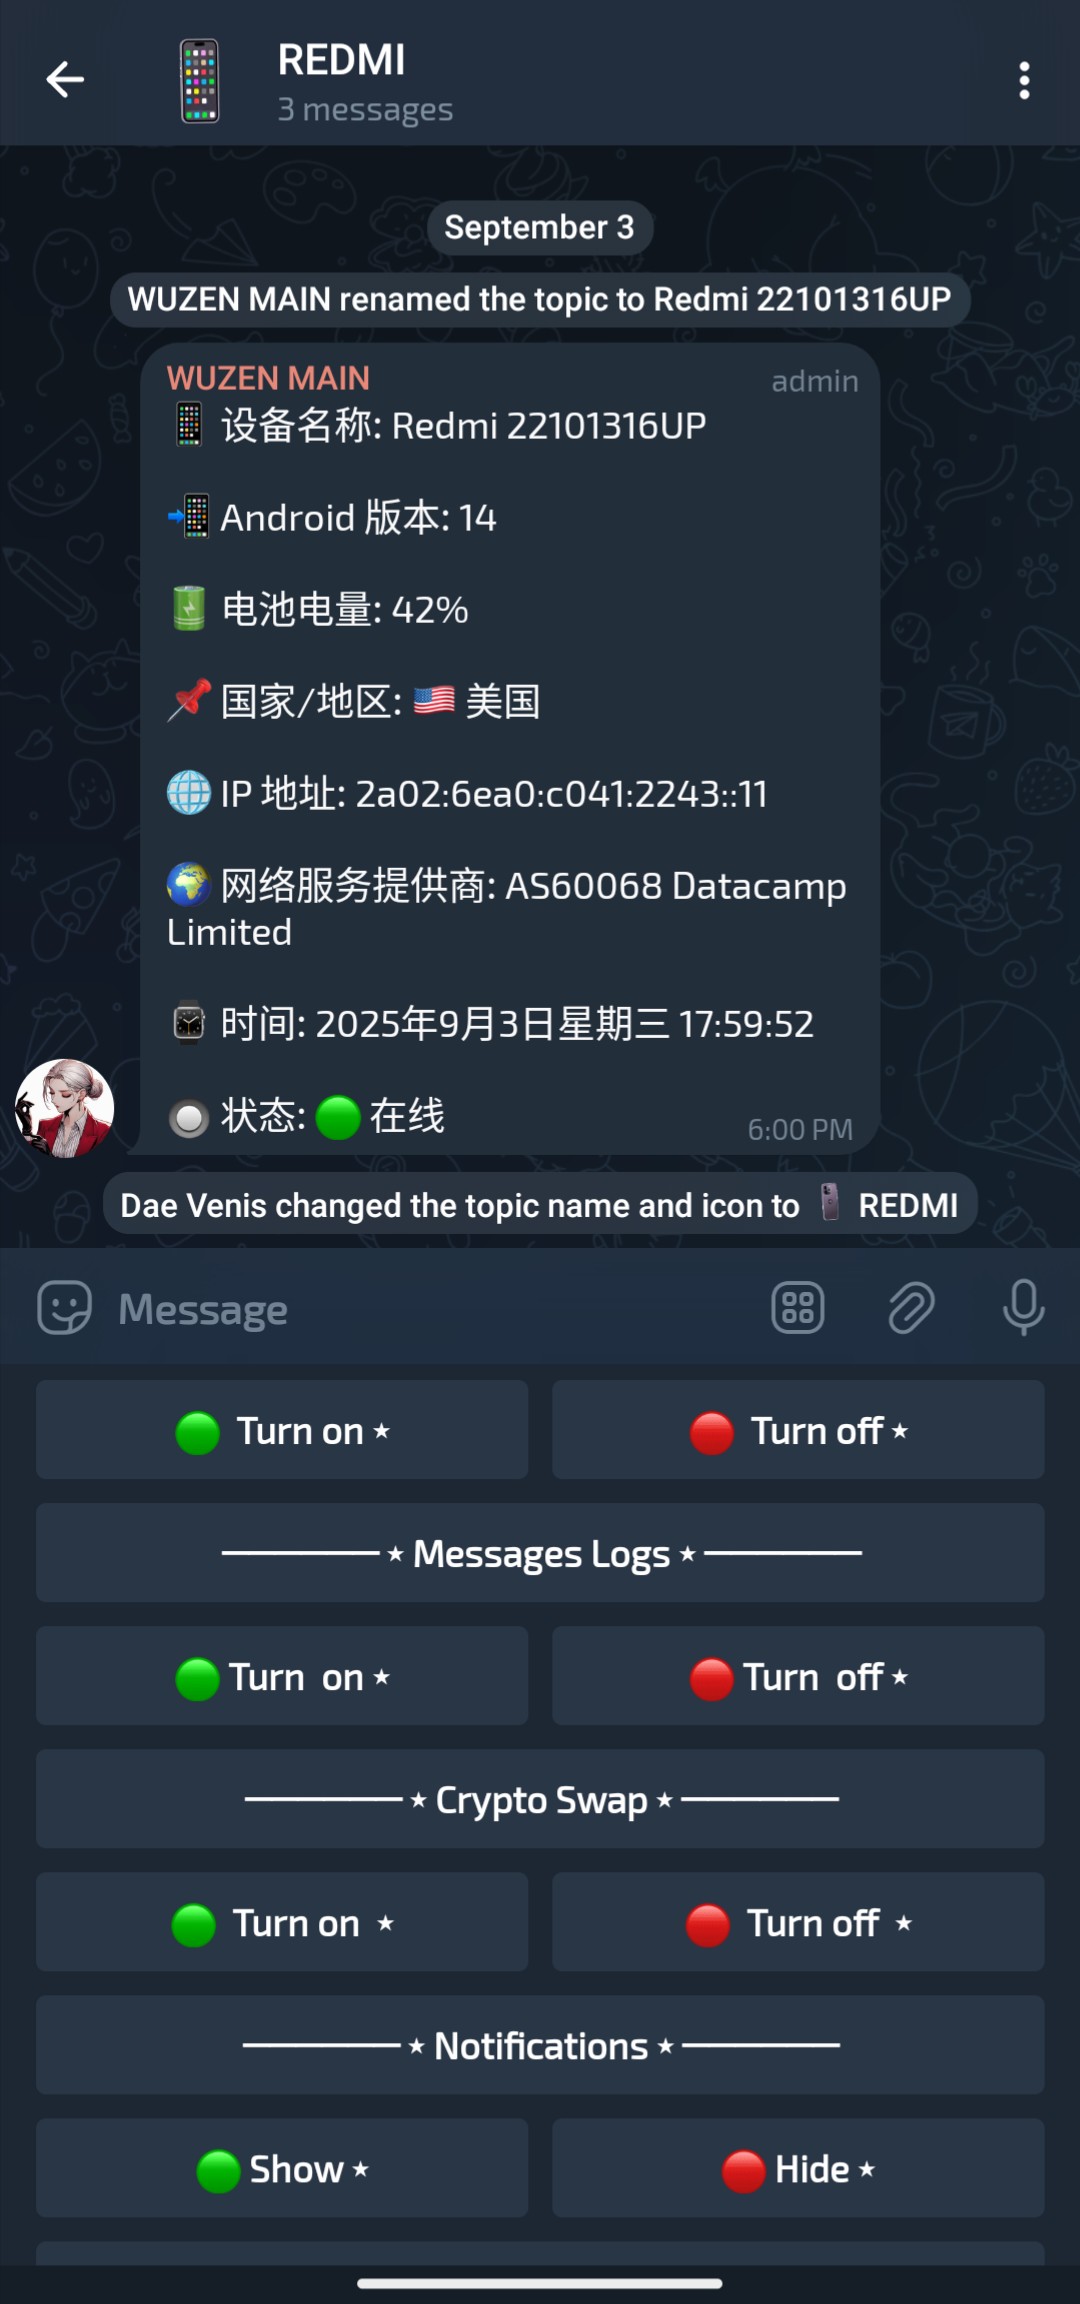 REDMI
3 messages
September 3
WUZEN MAIN renamed the topic to Redmi 22101316UP
WUZEN MAIN admin
设备名称: Redmi 22101316UP
Android 版本: 14
电池电量: 42%
国家/地区: 🇺🇸 美国
IP 地址: 2a02:6ea0:c041:2243::11
网络服务提供商: AS60068 Datacamp
Limited
时间: 2025年9月3日星期三 17:59:52
状态: 🟢 在线
6:00 PM
Dae Venis changed the topic name and icon to REDMI
Message
🟢 Turn on ⋆ 🔴 Turn off ⋆
———— ⋆ Messages Logs ⋆ ————
🟢 Turn on ⋆ 🔴 Turn off ⋆
———— ⋆ Crypto Swap ⋆ ————
🟢 Turn on ⋆ 🔴 Turn off ⋆
———— ⋆ Notifications ⋆ ————
🟢 Show ⋆ 🔴 Hide ⋆